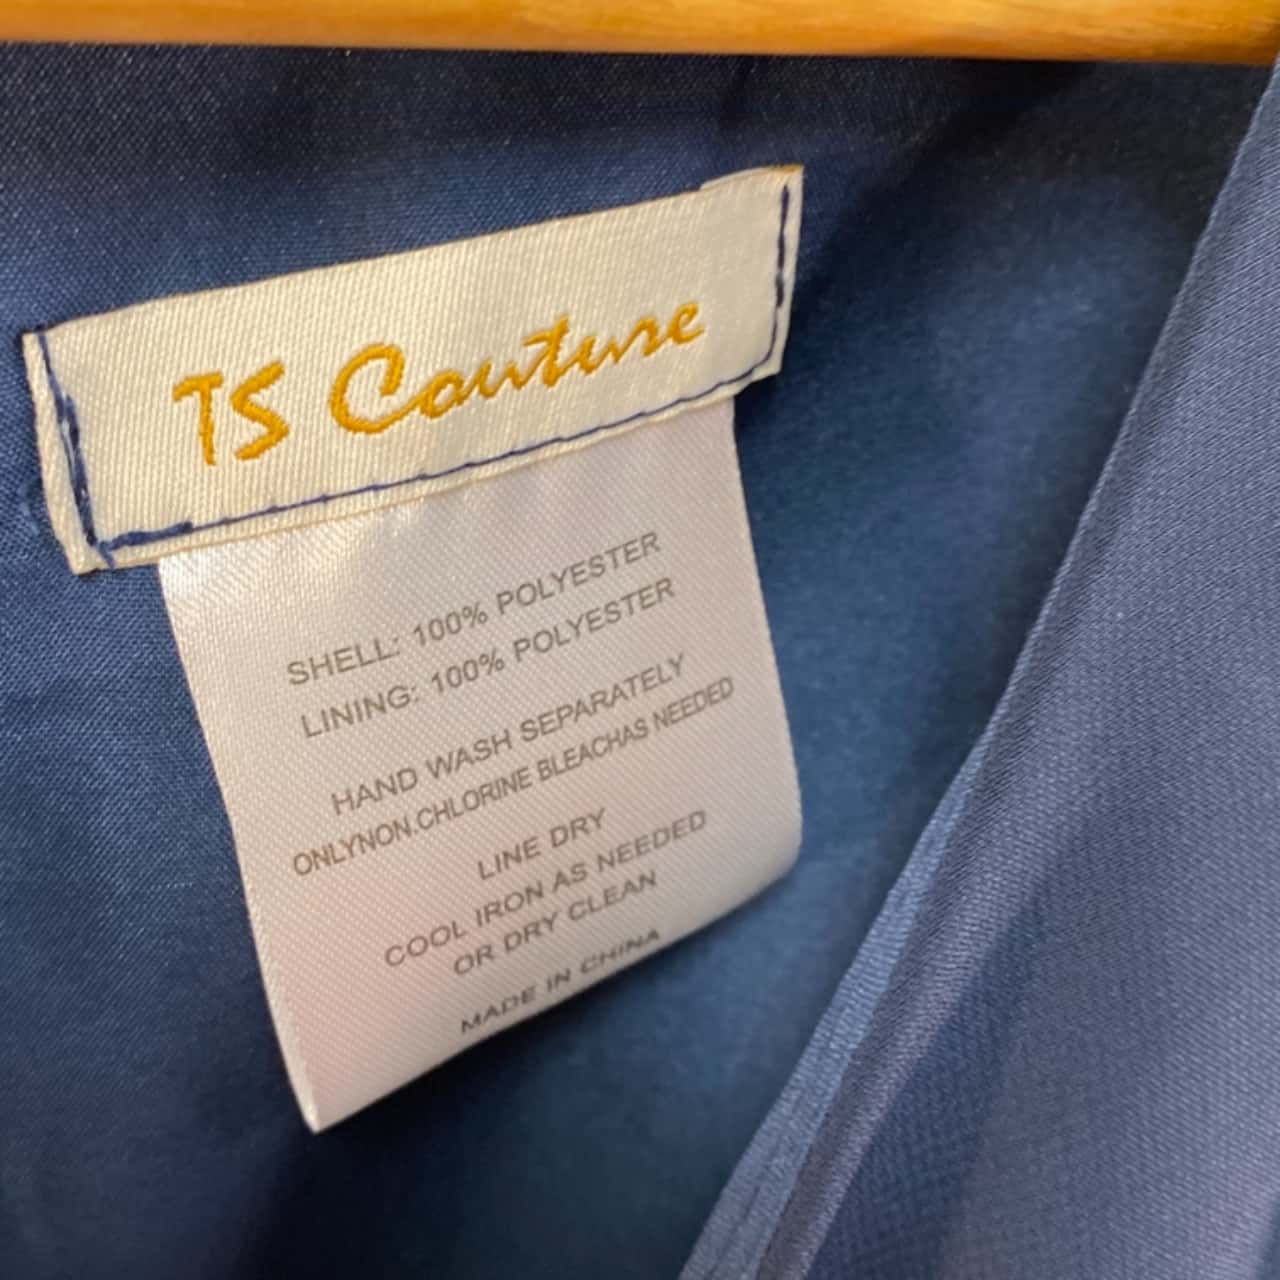 TS Couture
SHELL: 100% POLYESTER
LINING: 100% POLYESTER
HAND WASH SEPARATELY
ONLYNON.CHLORINE BLEACHAS NEEDED
LINE DRY
COOL IRON AS NEEDED
OR DRY CLEAN
MADE IN CHINA